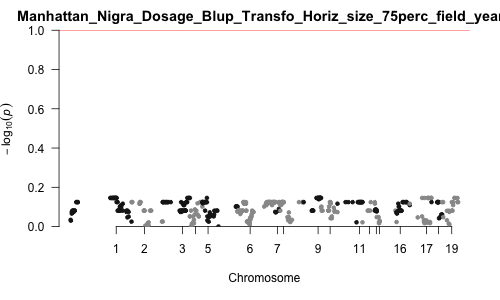 Manhattan_Nigra_Dosage_Blup_Transfo_Horiz_size_75perc_field_year
1.0
0.8
0.6
0.4
0.2
0.0
− log10(p)
1 2 3 5 6 7 9 11 16 17 19
Chromosome